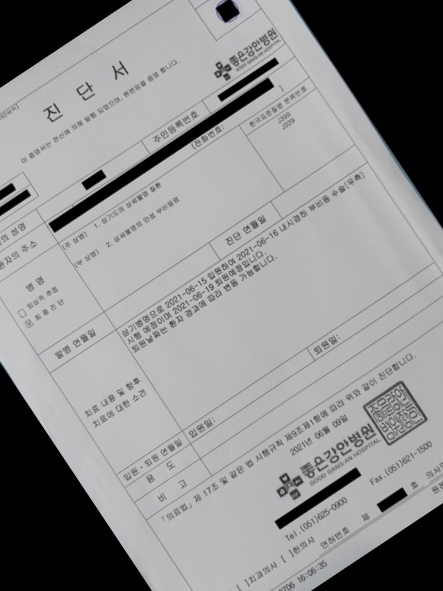 진 단 서
이 증명서는 전산에 의해 발행 되었으며, 원본임을 증명 합니다.
좋은강안병원
GOOD GANG-AN HOSPITAL
주민등록번호
의 성명
환자의 주소
(전화번호:
)
한국표준질병 분류번호
병 명
(주 상병) 1. 상기도의 상세불명 질환
J399
(부 상병) 2. 상세불명의 만성 부비동염
J329
□ 임상적 추정
☑ 최 종 진 단
발병 연월일
진단 연월일
치료 내용 및 향후
치료에 대한 소견
상기병명으로 2021-06-15 입원하여 2021-06-16 내시경하 부비동 수술(우측)
시행 예정이며 2021-06-19 퇴원예정입니다.
퇴원날짜는 환자 경과에 따라 변동 가능합니다.
입원·퇴원 연월일
입원일:
퇴원일:
용 도
비 고
「의료법」 제 17조 및 같은 법 시행규칙 제9조제1항에 따라 위와 같이 진단합니다.
2021년 06월 09일
좋은강안병원
GOOD GANG-AN HOSPITAL
Tel.(051)625-0900
Fax.(051)621-1500
[ ]치과의사 [ ]한의사 면허번호 제 호 의사의
16:06:35